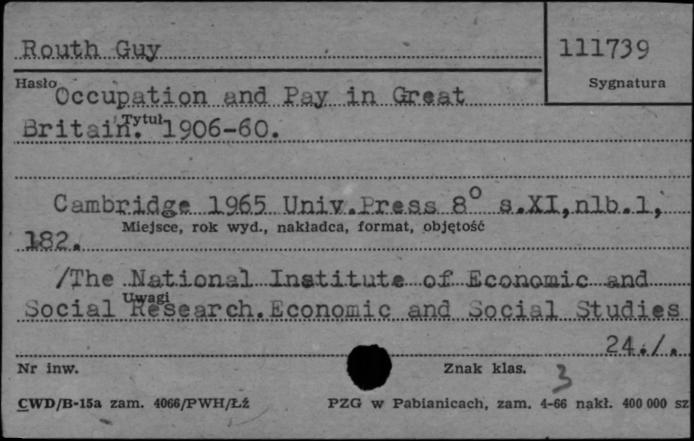 Routh Guy
111739
Hasło
Sygnatura
Occupation and Pay in Great
Britain. 1906-60.
Tytuł
Cambridge 1965 Univ.Press 8° s.XI,nlb.1,
Miejsce, rok wyd., nakładca, format, objętość
182.
/The National Institute of Economic and
Uwagi
Social Research.Economic and Social Studies
24./.
Nr inw.
Znak klas.
3
CWD/B-15a zam. 4066/PWH/Łź
PZG w Pabianicach, zam. 4-66 nakł. 400 000 sz